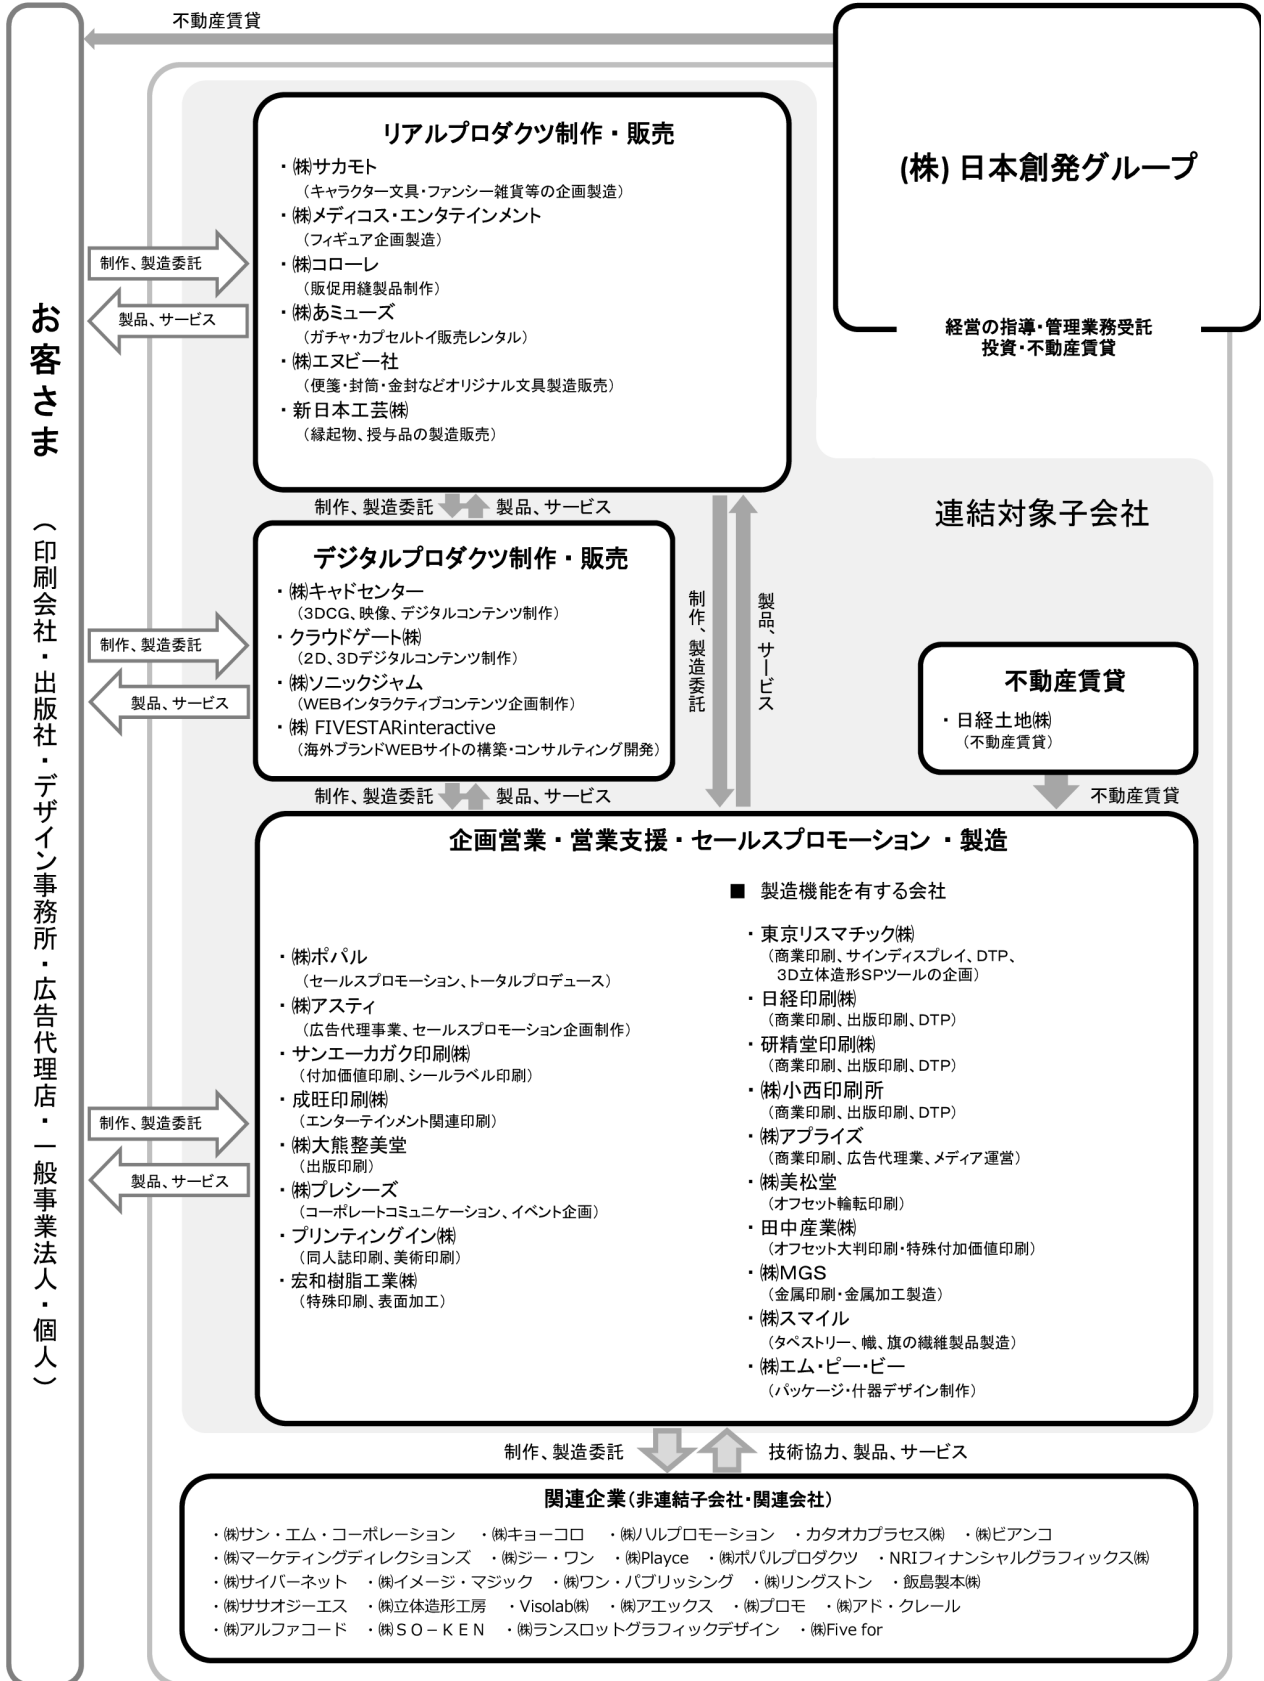 不動産賃貸
(株) 日本創発グループ
経営の指導・管理業務受託
投資・不動産賃貸
お客さま
（印刷会社・出版社・デザイン事務所・広告代理店・一般事業法人・個人）
リアルプロダクツ制作・販売
・㈱サカモト
（キャラクター文具・ファンシー雑貨等の企画製造）
・㈱メディコス・エンタテインメント
（フィギュア企画製造）
・㈱コローレ
（販促用縫製品制作）
・㈱あミューズ
（ガチャ・カプセルトイ販売レンタル）
・㈱エヌビー社
（便箋・封筒・金封などオリジナル文具製造販売）
・新日本工芸㈱
（縁起物、授与品の製造販売）
制作、製造委託
製品、サービス
制作、製造委託
製品、サービス
連結対象子会社
デジタルプロダクツ制作・販売
・㈱キャドセンター
（3DCG、映像、デジタルコンテンツ制作）
・クラウドゲート㈱
（2D、3Dデジタルコンテンツ制作）
・㈱ソニックジャム
（WEBインタラクティブコンテンツ企画制作）
・㈱ FIVESTARinteractive
（海外ブランドWEBサイトの構築・コンサルティング開発）
制作、製造委託
製品、サービス
制作、製造委託
製品、サービス
不動産賃貸
・日経土地㈱
（不動産賃貸）
制作、製造委託
製品、サービス
不動産賃貸
企画営業・営業支援・セールスプロモーション ・製造
・㈱ポパル
（セールスプロモーション、トータルプロデュース）
・㈱アスティ
（広告代理事業、セールスプロモーション企画制作）
・サンエーカガク印刷㈱
（付加価値印刷、シールラベル印刷）
・成旺印刷㈱
（エンターテインメント関連印刷）
・㈱大熊整美堂
（出版印刷）
・㈱プレシーズ
（コーポレートコミュニケーション、イベント企画）
・プリンティングイン㈱
（同人誌印刷、美術印刷）
・宏和樹脂工業㈱
（特殊印刷、表面加工）
■ 製造機能を有する会社
・東京リスマチック㈱
（商業印刷、サインディスプレイ、DTP、
3D立体造形SPツールの企画）
・日経印刷㈱
（商業印刷、出版印刷、DTP）
・研精堂印刷㈱
（商業印刷、出版印刷、DTP）
・㈱小西印刷所
（商業印刷、出版印刷、DTP）
・㈱アプライズ
（商業印刷、広告代理業、メディア運営）
・㈱美松堂
（オフセット輪転印刷）
・田中産業㈱
（オフセット大判印刷・特殊付加価値印刷）
・㈱MGS
（金属印刷・金属加工製造）
・㈱スマイル
（タペストリー、幟、旗の繊維製品製造）
・㈱エム・ピー・ビー
（パッケージ・什器デザイン制作）
制作、製造委託
製品、サービス
制作、製造委託
技術協力、製品、サービス
関連企業（非連結子会社・関連会社）
・㈱サン・エム・コーポレーション ・㈱キョーコロ ・㈱ハルプロモーション ・カタオカプラセス㈱ ・㈱ビアンコ
・㈱マーケティングディレクションズ ・㈱ジー・ワン ・㈱Playce ・㈱ポパルプロダクツ ・NRIフィナンシャルグラフィックス㈱
・㈱サイバーネット ・㈱イメージ・マジック ・㈱ワン・パブリッシング ・㈱リングストン ・飯島製本㈱
・㈱ササオジーエス ・㈱立体造形工房 ・Visolab㈱ ・㈱アエックス ・㈱プロモ ・㈱アド・クレール
・㈱アルファコード ・㈱ＳＯ－ＫＥＮ ・㈱ランスロットグラフィックデザイン ・㈱Five for